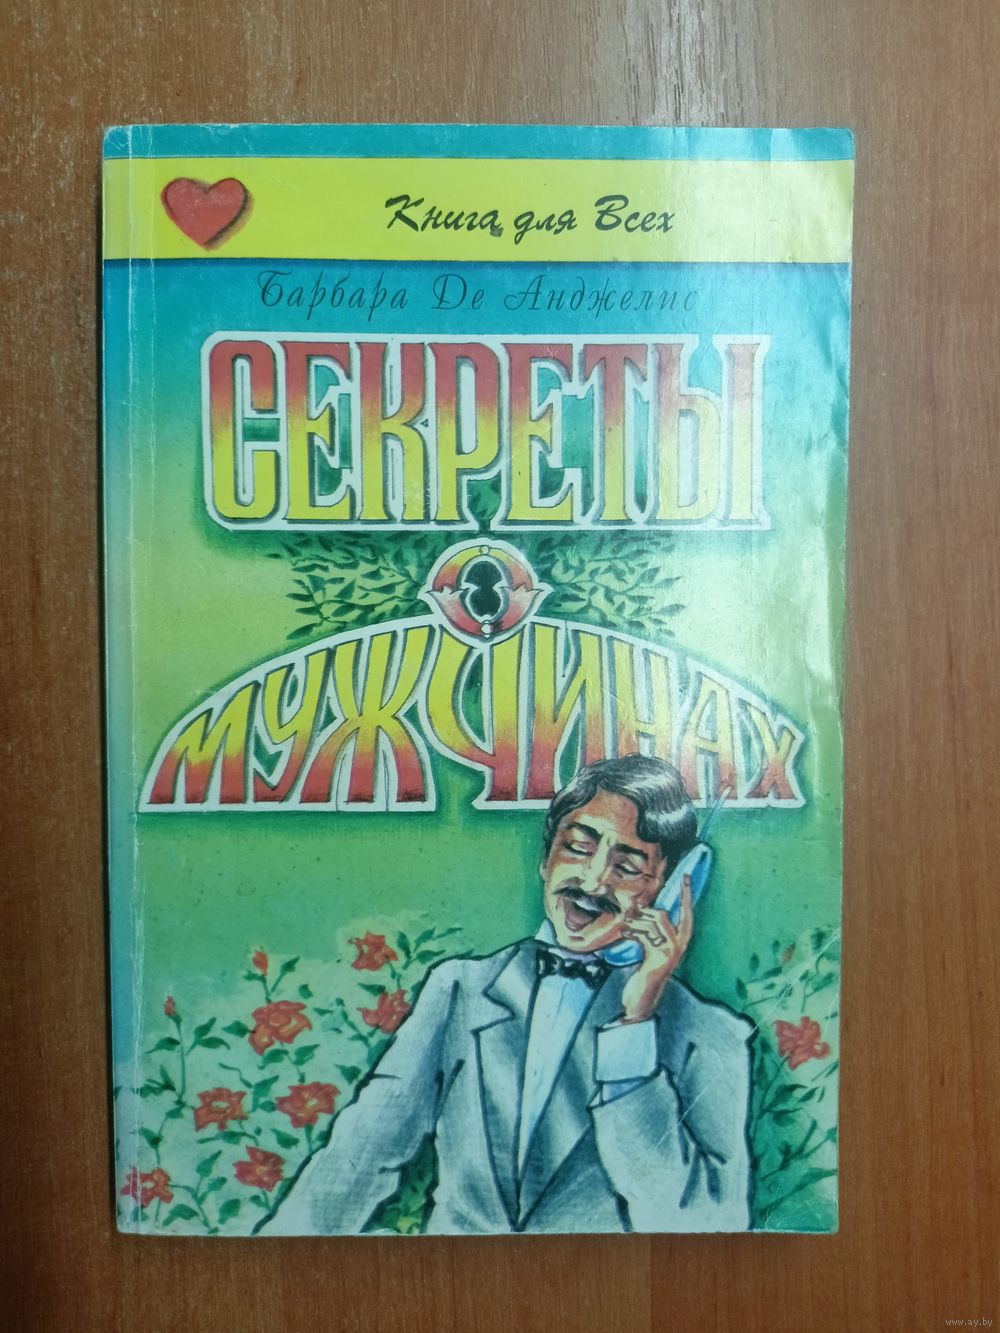 Книга для Всех
Барбара Де Анджелис
СЕКРЕТЫ
О
МУЖЧИНАХ
www.ay.by